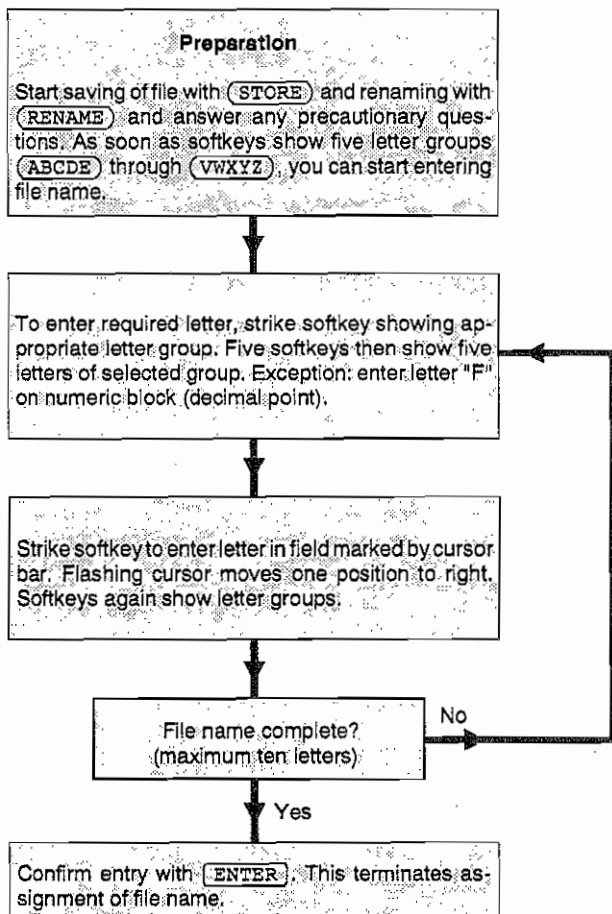 Preparation
Start saving of file with (STORE) and renaming with
(RENAME) and answer any precautionary ques-
tions. As soon as softkeys show five letter groups
(ABCDE) through (VWXYZ), you can start entering
file name.
To enter required letter, strike softkey showing ap-
propriate letter group. Five softkeys then show five
letters of selected group. Exception: enter letter "F"
on numeric block (decimal point).
Strike softkey to enter letter in field marked by cursor
bar. Flashing cursor moves one position to right.
Softkeys again show letter groups.
File name complete?
(maximum ten letters)
No
Yes
Confirm entry with [ENTER]. This terminates as-
signment of file name.